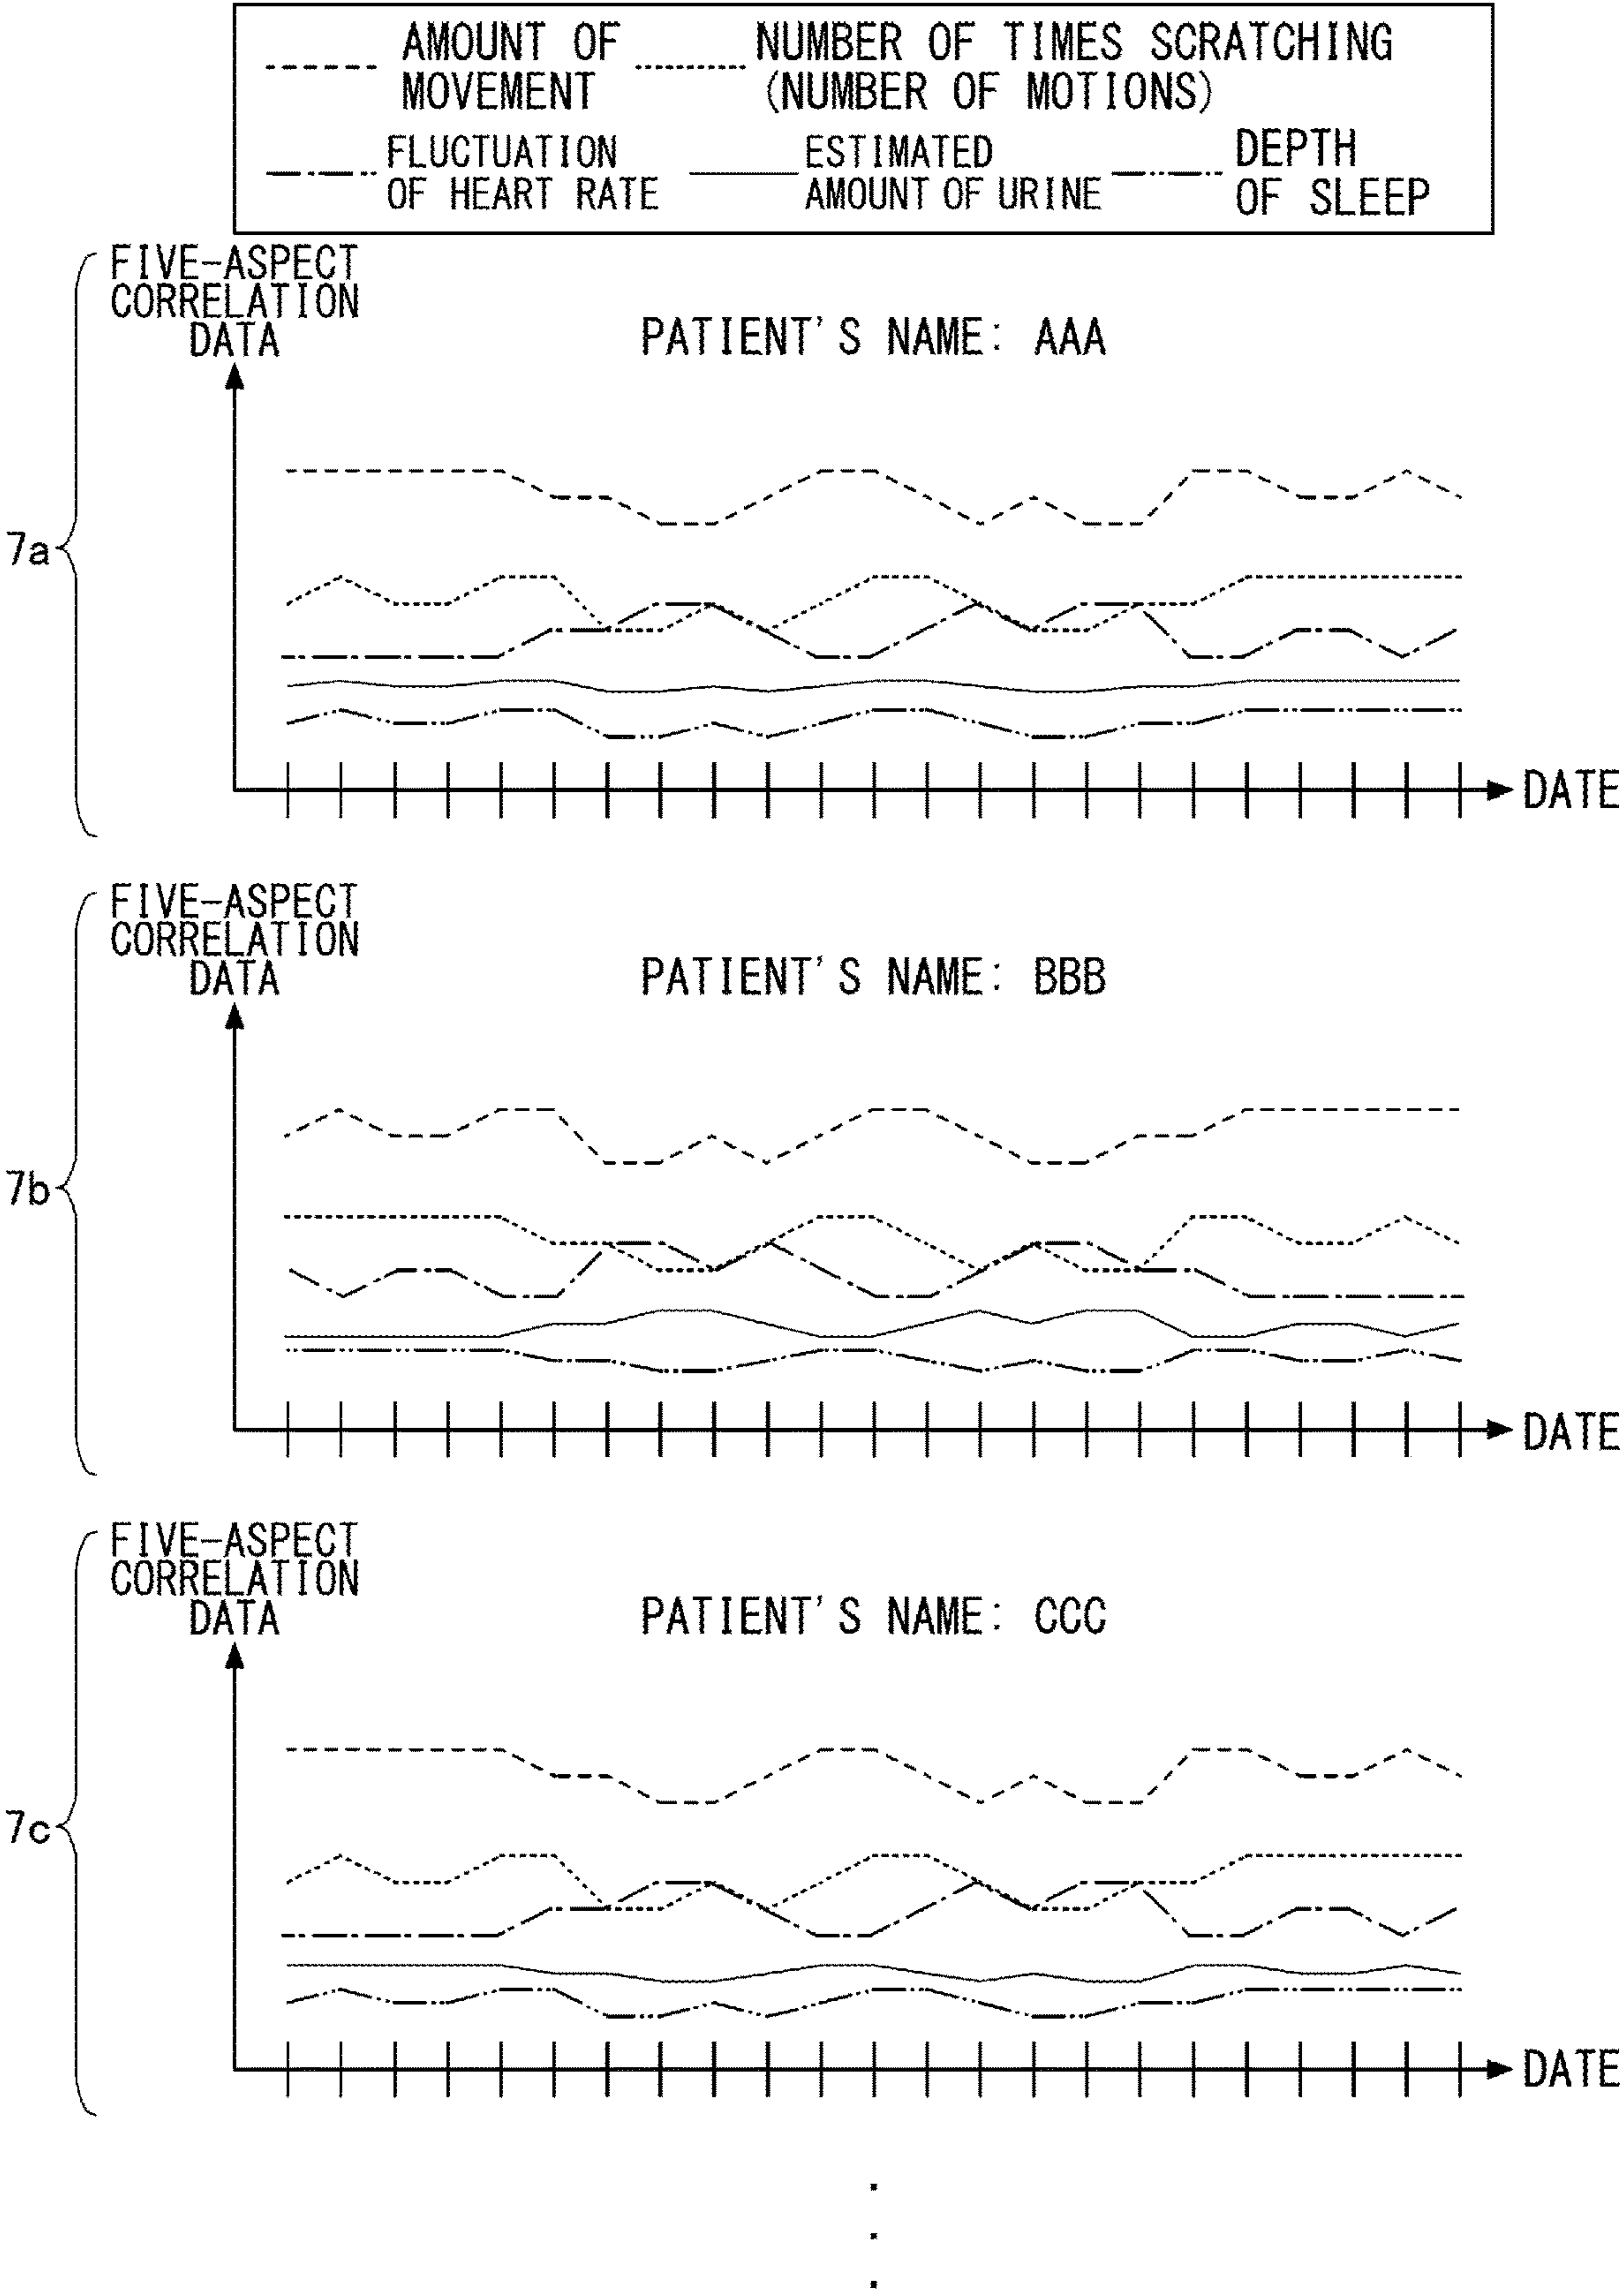 AMOUNT OF
MOVEMENT
NUMBER OF TIMES SCRATCHING
(NUMBER OF MOTIONS)
FLUCTUATION
OF HEART RATE
ESTIMATED
AMOUNT OF URINE
DEPTH
OF SLEEP
FIVE-ASPECT
CORRELATION
DATA
PATIENT'S NAME: AAA
7a
DATE
FIVE-ASPECT
CORRELATION
DATA
PATIENT'S NAME: BBB
7b
DATE
FIVE-ASPECT
CORRELATION
DATA
PATIENT'S NAME: CCC
7c
DATE